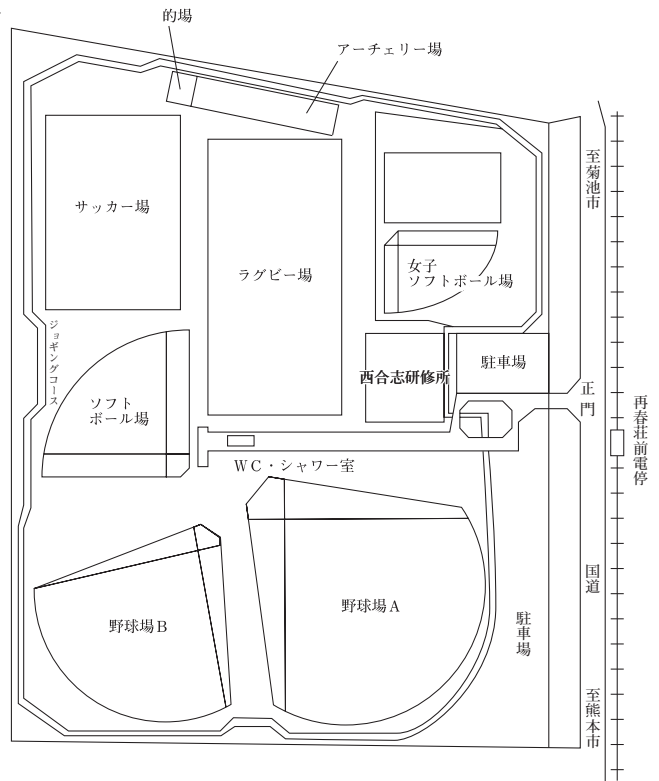 的場
アーチェリー場
至菊池市
サッカー場
ラグビー場
女子
ソフトボール場
ジョギングコース
西合志研修所
駐車場
正門
再春荘前電停
ソフト
ボール場
WC・シャワー室
国道
野球場A
野球場B
駐車場
至熊本市